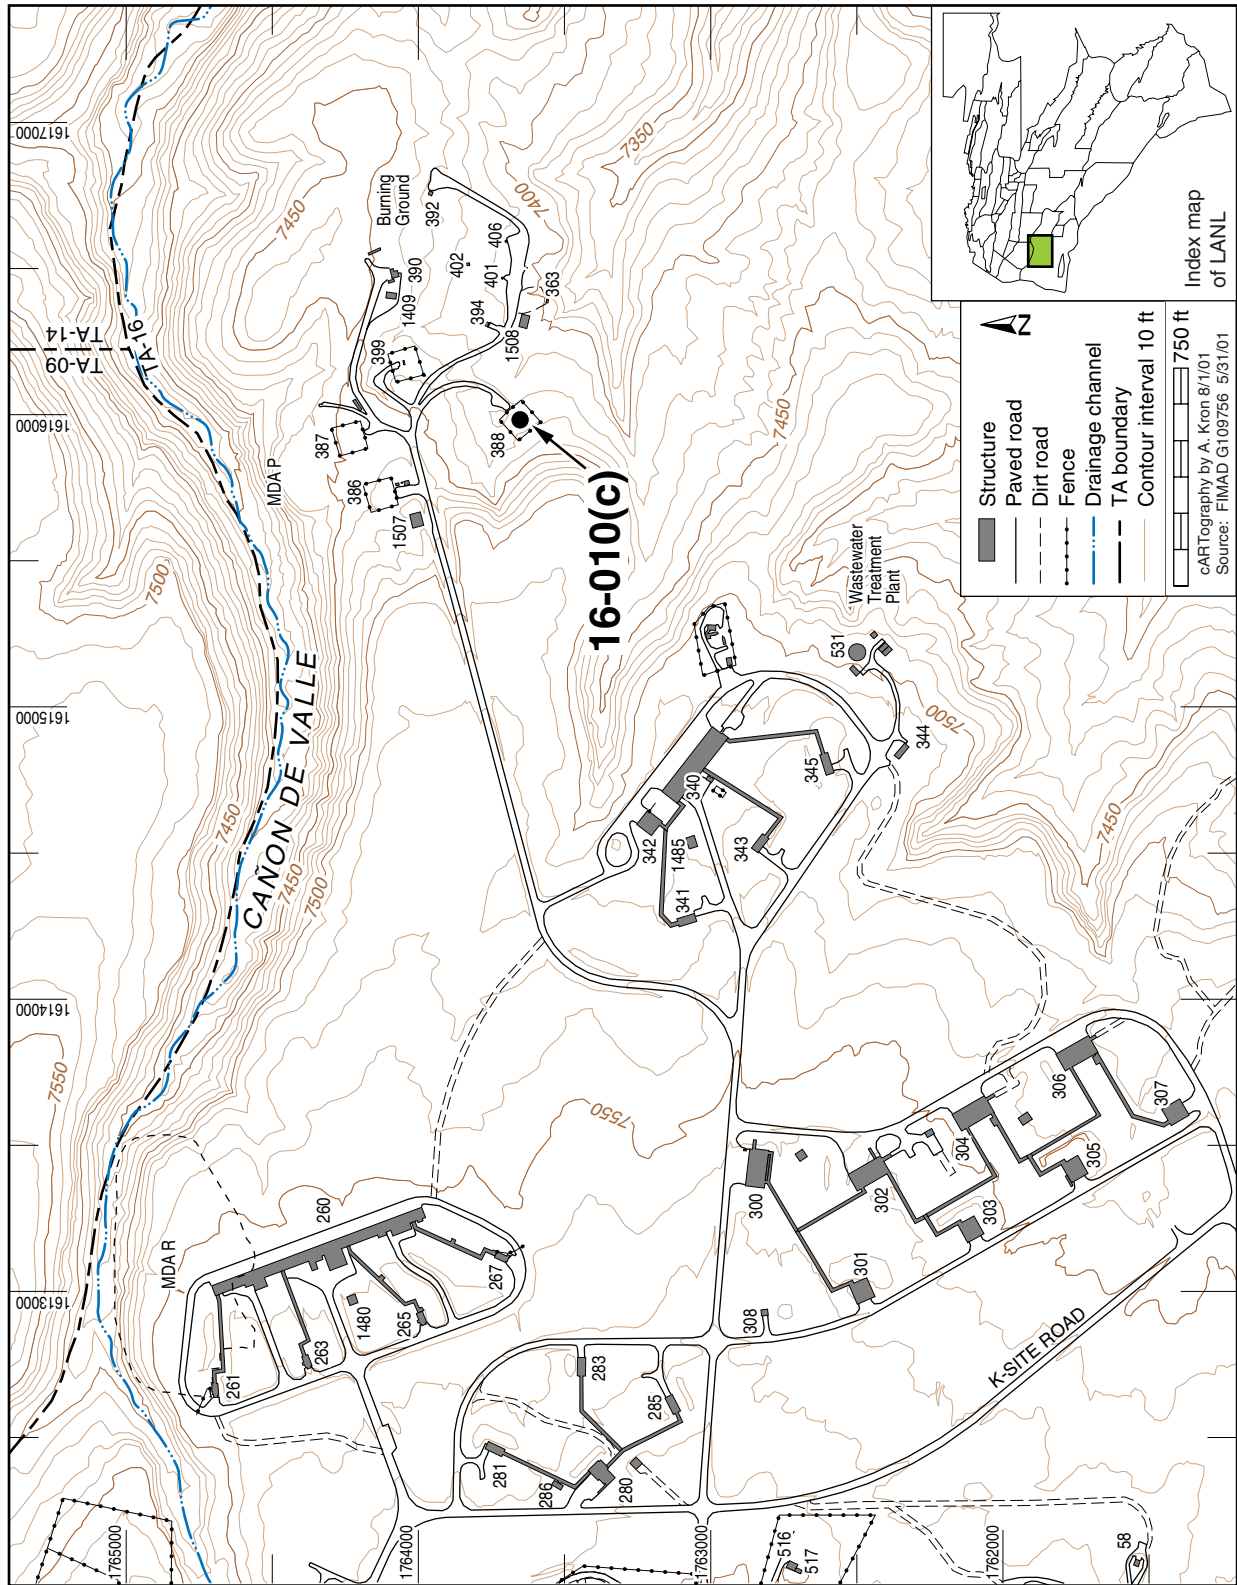 1617000
1616000
1615000
1614000
1613000
1765000
1764000
1763000
1762000
TA-14
TA-09
TA-16
CAÑON DE VALLE
7450
7350
7400
7450
7500
7450
7450
7500
7500
7450
7550
7550
Burning
Ground
392
390
1409
402
406
401
394
363
1508
399
387
388
386
1507
MDA P
16-010(c)
Wastewater
Treatment
Plant
531
344
345
340
342
1485
343
341
MDA R
260
261
263
1480
265
267
300
301
302
303
304
305
306
307
308
283
285
281
286
280
K-SITE ROAD
516
517
58
Index map
of LANL
N
Structure
Paved road
Dirt road
Fence
Drainage channel
TA boundary
Contour interval 10 ft
750 ft
cARTography by A. Kron 8/1/01
Source: FIMAD G109756 5/31/01